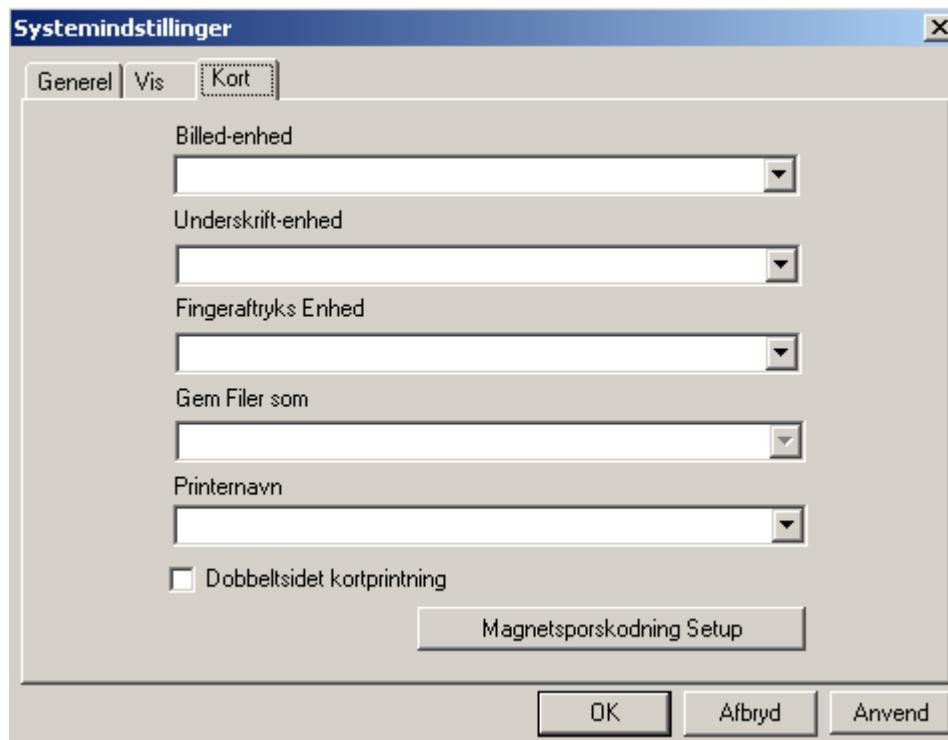 Systemindstillinger
Generel Vis Kort
Billed-enhed
Underskrift-enhed
Fingeraftryks Enhed
Gem Filer som
Printernavn
Dobbeltsidet kortprintning
Magnetsporskodning Setup
OK Afbryd Anvend